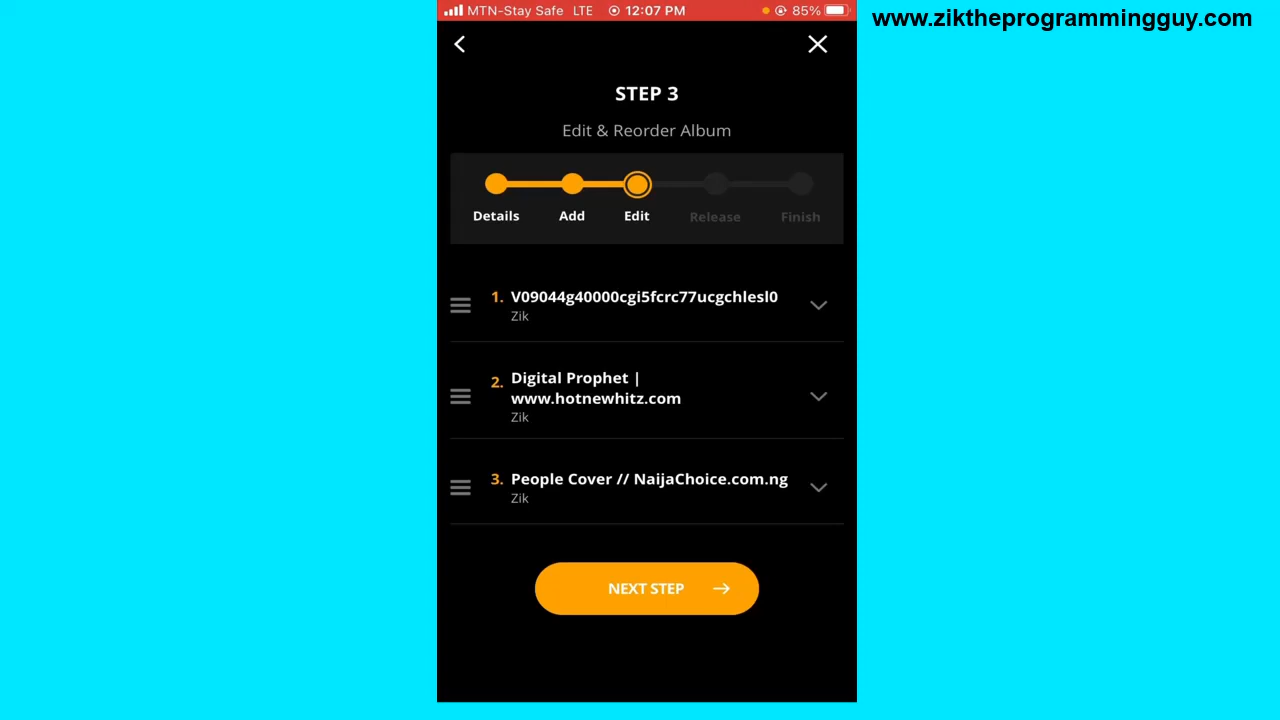 MTN-Stay Safe LTE 12:07 PM 85%
www.ziktheprogrammingguy.com
STEP 3
Edit & Reorder Album
Details Add Edit Release Finish
1. V09044g40000cgi5fcrc77ucgchlesl0
Zik
2. Digital Prophet |
www.hotnewhitz.com
Zik
3. People Cover // NaijaChoice.com.ng
Zik
NEXT STEP